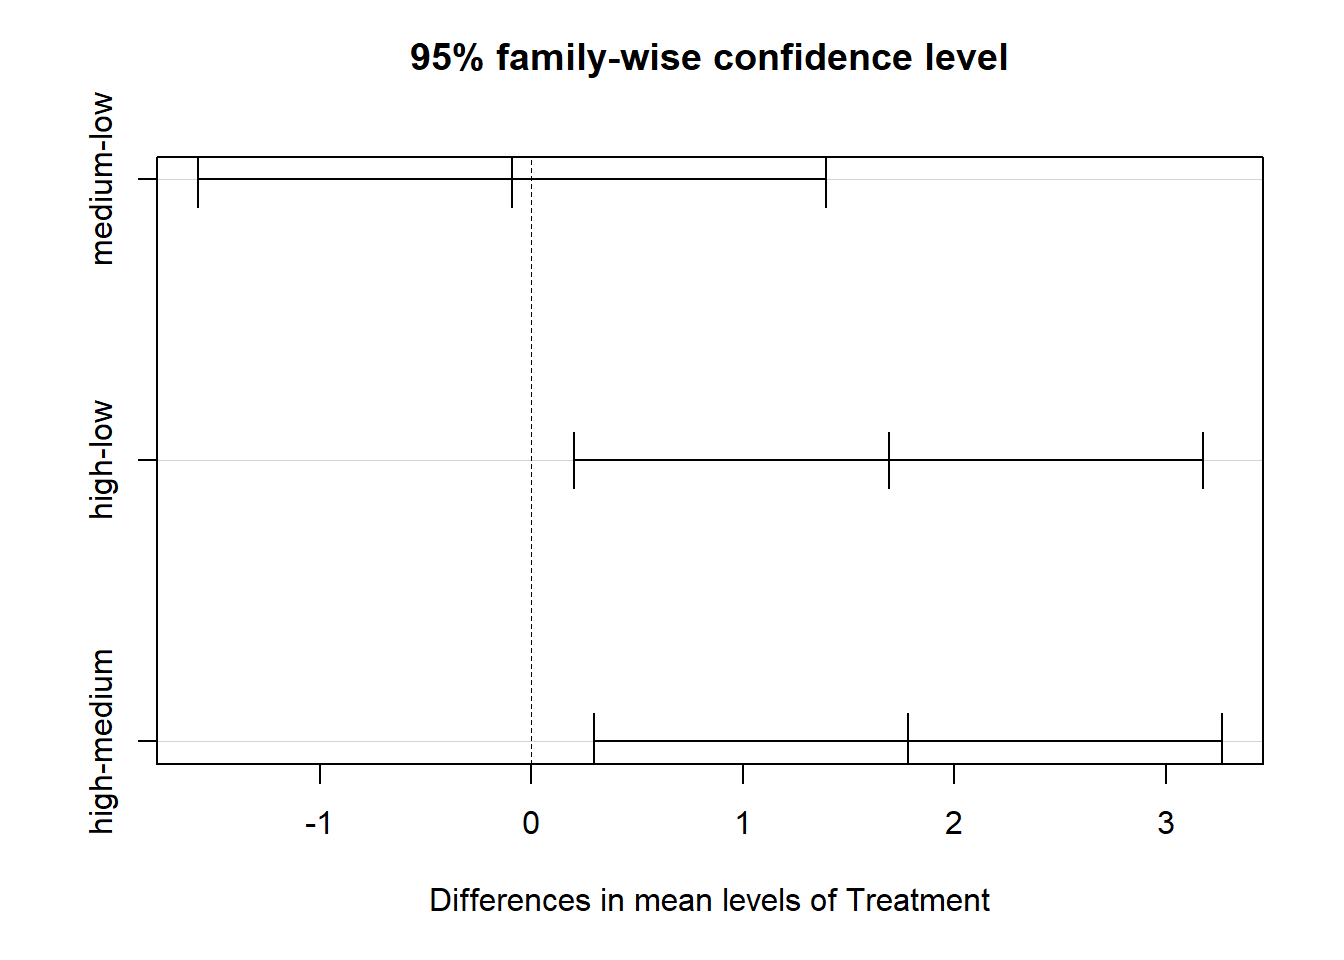 95% family-wise confidence level
medium-low
high-low
high-medium
-1 0 1 2 3
Differences in mean levels of Treatment